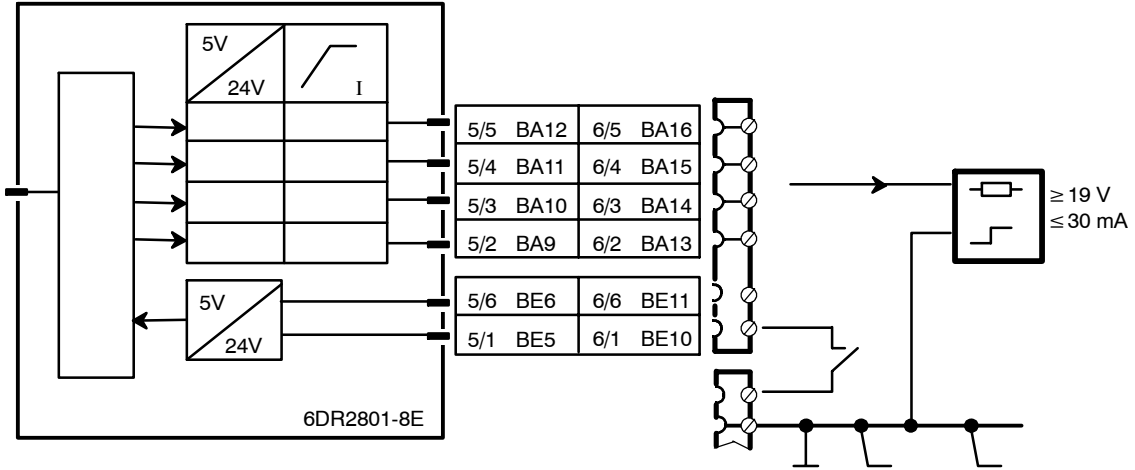 5V
24V
I
5/5 BA12 6/5 BA16
5/4 BA11 6/4 BA15
5/3 BA10 6/3 BA14
5/2 BA9 6/2 BA13
≥ 19 V
≤ 30 mA
5V
24V
5/6 BE6 6/6 BE11
5/1 BE5 6/1 BE10
6DR2801-8E